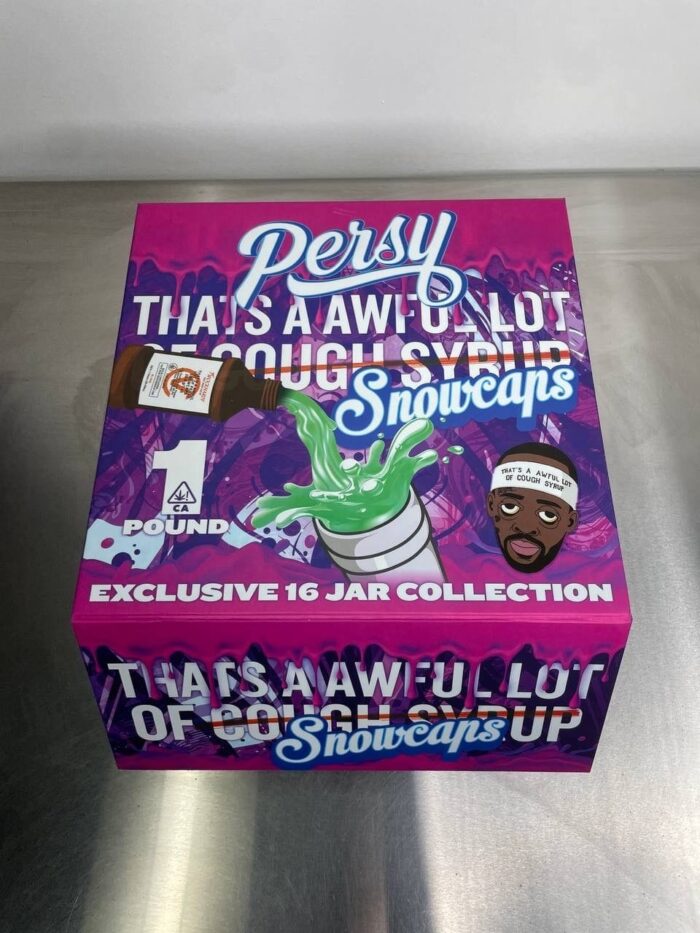 Persy
THATS A AWFUL LOT
OF COUGH SYRUP
Snowcaps
1
CA
POUND
THAT'S A AWFUL LOT
OF COUGH SYRUP
EXCLUSIVE 16 JAR COLLECTION
THATS A AWFUL LOT
OF COUGH SYRUP
Snowcaps